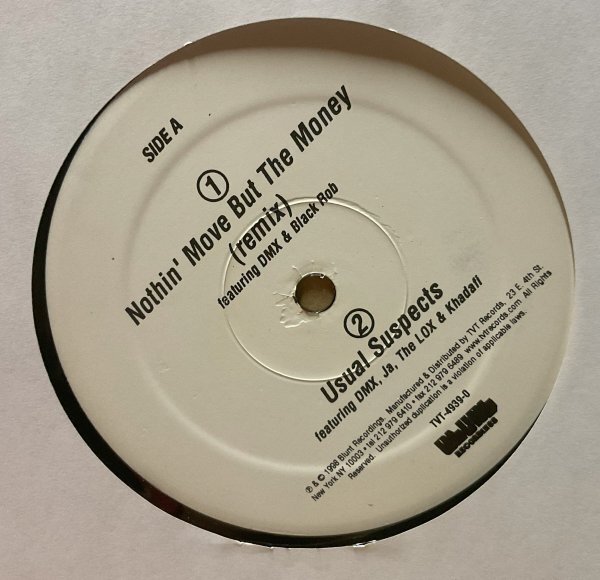 SIDE A
①
Nothin' Move But The Money
(remix)
featuring DMX & Black Rob
②
Usual Suspects
featuring DMX, Ja, The LOX & Khadafi
℗ & © 1998 Blunt Recordings. Manufactured & Distributed by TVT Records, 23 E. 4th St.
New York NY 10003 • tel 212 979 6410 • fax 212 979 6489 www.tvtrecords.com All Rights
Reserved. Unauthorized duplication is a violation of applicable laws.
TVT-4939-0
BLUNT
RECORDINGS